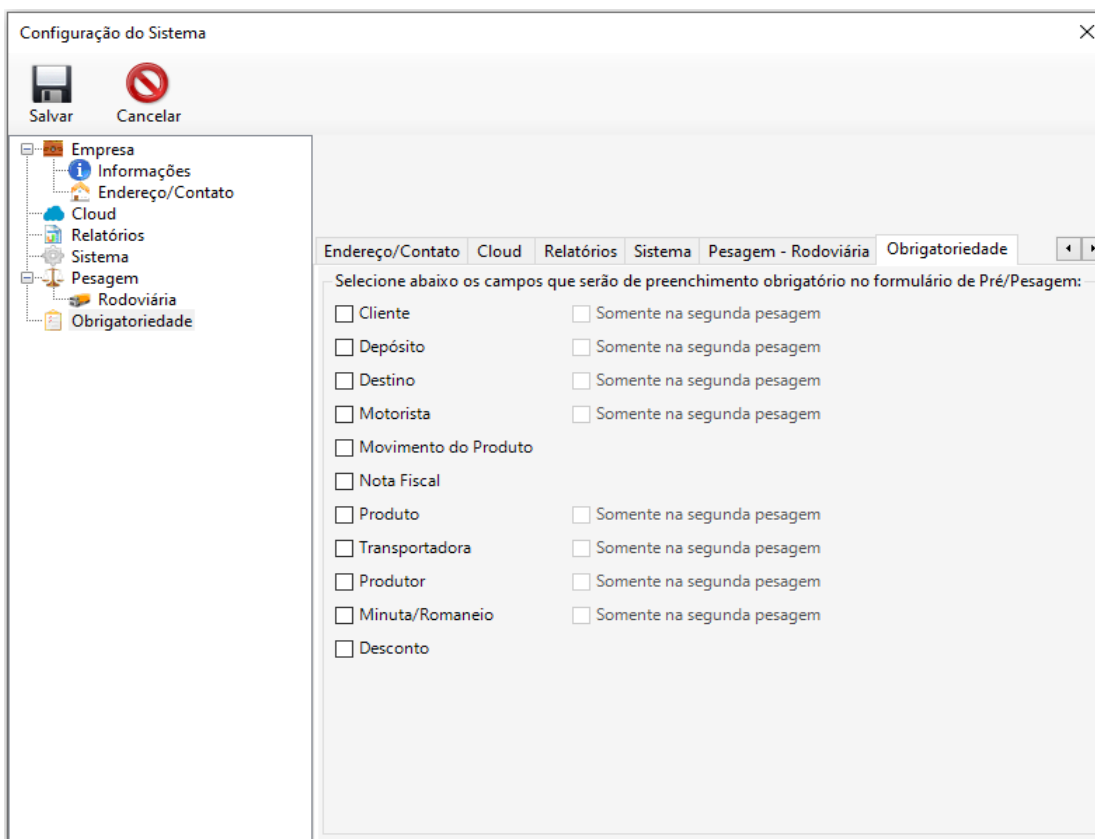 Configuração do Sistema
Salvar
Cancelar
Empresa
Informações
Endereço/Contato
Cloud
Relatórios
Sistema
Pesagem
Rodoviária
Obrigatoriedade
Endereço/Contato Cloud Relatórios Sistema Pesagem - Rodoviária Obrigatoriedade
Selecione abaixo os campos que serão de preenchimento obrigatório no formulário de Pré/Pesagem:
Cliente Somente na segunda pesagem
Depósito Somente na segunda pesagem
Destino Somente na segunda pesagem
Motorista Somente na segunda pesagem
Movimento do Produto
Nota Fiscal
Produto Somente na segunda pesagem
Transportadora Somente na segunda pesagem
Produtor Somente na segunda pesagem
Minuta/Romaneio Somente na segunda pesagem
Desconto